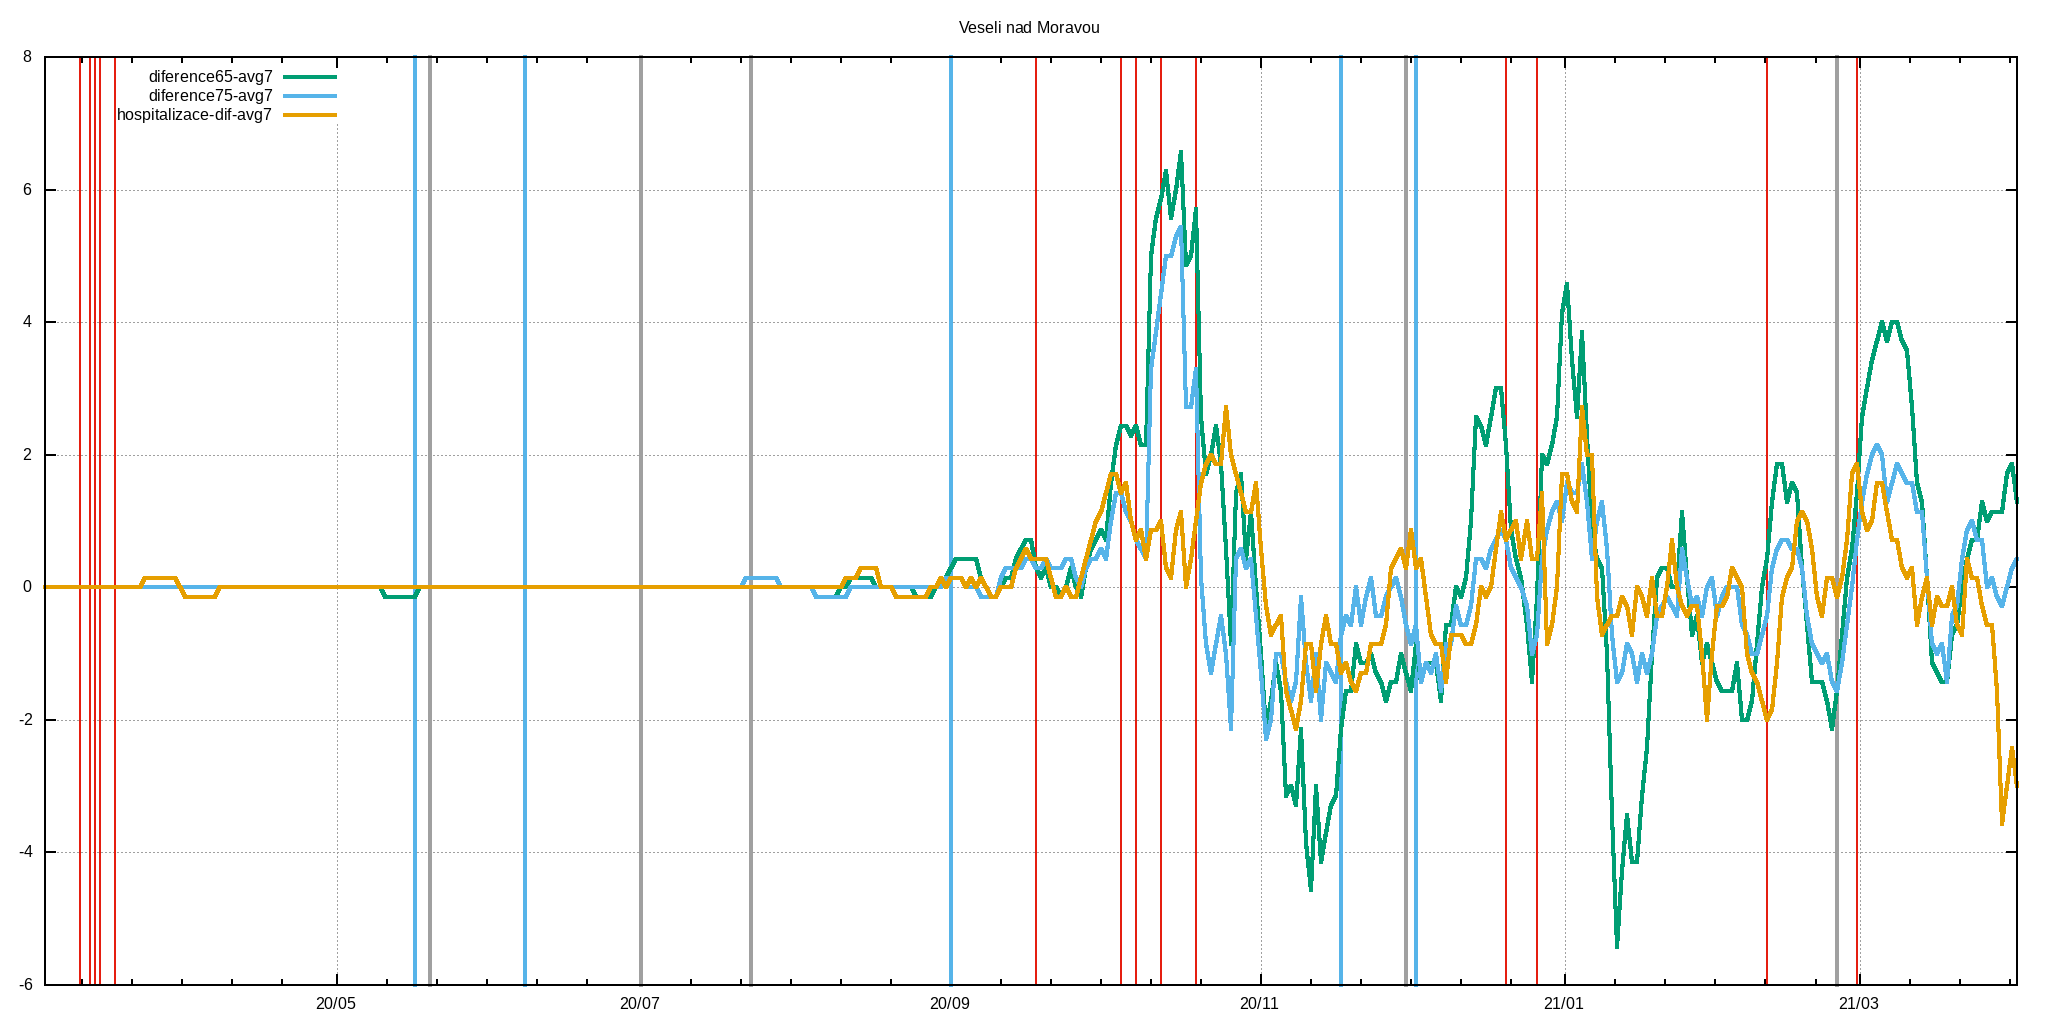 Veseli nad Moravou
diference65-avg7
diference75-avg7
hospitalizace-dif-avg7
8
6
4
2
0
-2
-4
-6
20/05 20/07 20/09 20/11 21/01 21/03